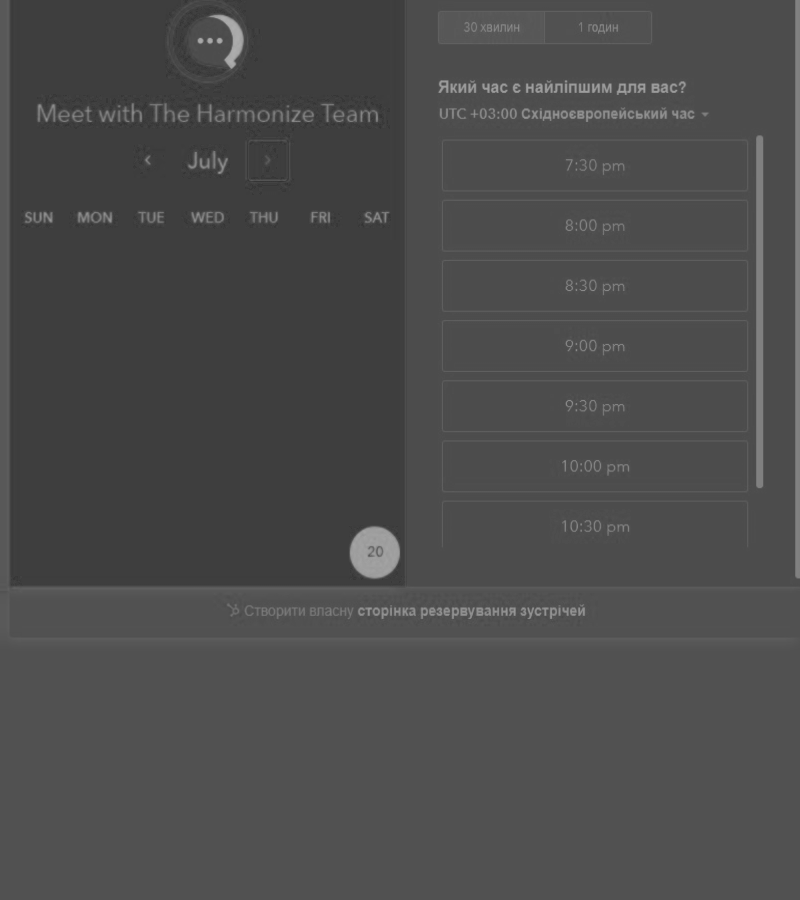 Meet with The Harmonize Team
July
SUN MON TUE WED THU FRI SAT
20
30 хвилин 1 годин
Який час є найліпшим для вас?
UTC +03:00 Східноєвропейський час
7:30 pm
8:00 pm
8:30 pm
9:00 pm
9:30 pm
10:00 pm
10:30 pm
Створити власну сторінка резервування зустрічей